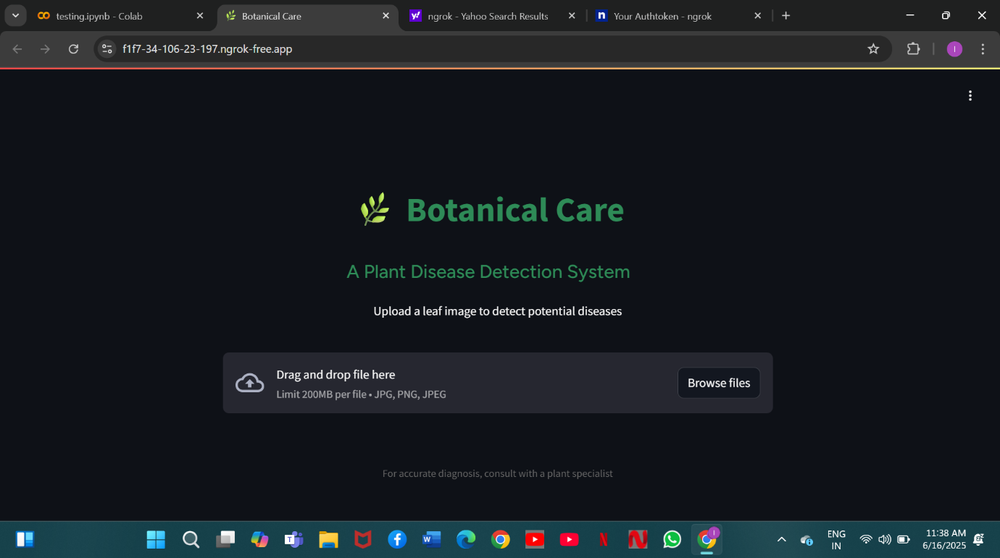 testing.ipynb - Colab
Botanical Care
y!
ngrok - Yahoo Search Results
n
Your Authtoken - ngrok
f1f7-34-106-23-197.ngrok-free.app
I
Botanical Care
A Plant Disease Detection System
Upload a leaf image to detect potential diseases
Drag and drop file here
Limit 200MB per file • JPG, PNG, JPEG
Browse files
For accurate diagnosis, consult with a plant specialist
T
f
W
N
N
I
ENG
IN
11:38 AM
6/16/2025